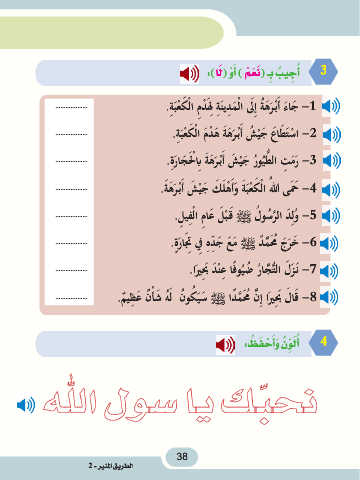 3 أُجِيبُ بِـ (نَعَمْ) أَوْ (لَا):
1- جَاءَ أَبْرَهَةُ إِلَى الْمَدِينَةِ لِهَدْمِ الْكَعْبَةِ. ............
2- اسْتَطَاعَ جَيْشُ أَبْرَهَةَ هَدْمَ الْكَعْبَةِ. ............
3- رَمَتِ الطُّيُورُ جَيْشَ أَبْرَهَةَ بِالْحِجَارَةِ. ............
4- حَمَى اللهُ الْكَعْبَةَ وَأَهْلَكَ جَيْشَ أَبْرَهَةَ. ............
5- وُلِدَ الرَّسُولُ ﷺ قَبْلَ عَامِ الْفِيلِ. ............
6- خَرَجَ مُحَمَّدٌ ﷺ مَعَ جَدِّهِ فِي تِجَارَةٍ. ............
7- نَزَلَ التُّجَّارُ ضُيُوفًا عِنْدَ بَحِيرَا. ............
8- قَالَ بَحِيرَا إِنَّ مُحَمَّدًا ﷺ سَيَكُونُ لَهُ شَأْنٌ عَظِيمٌ. ............
4 أُلَوِّنُ وَأَحْفَظُ:
نحبّك يا سول الله
38
الطريق المنير - 2